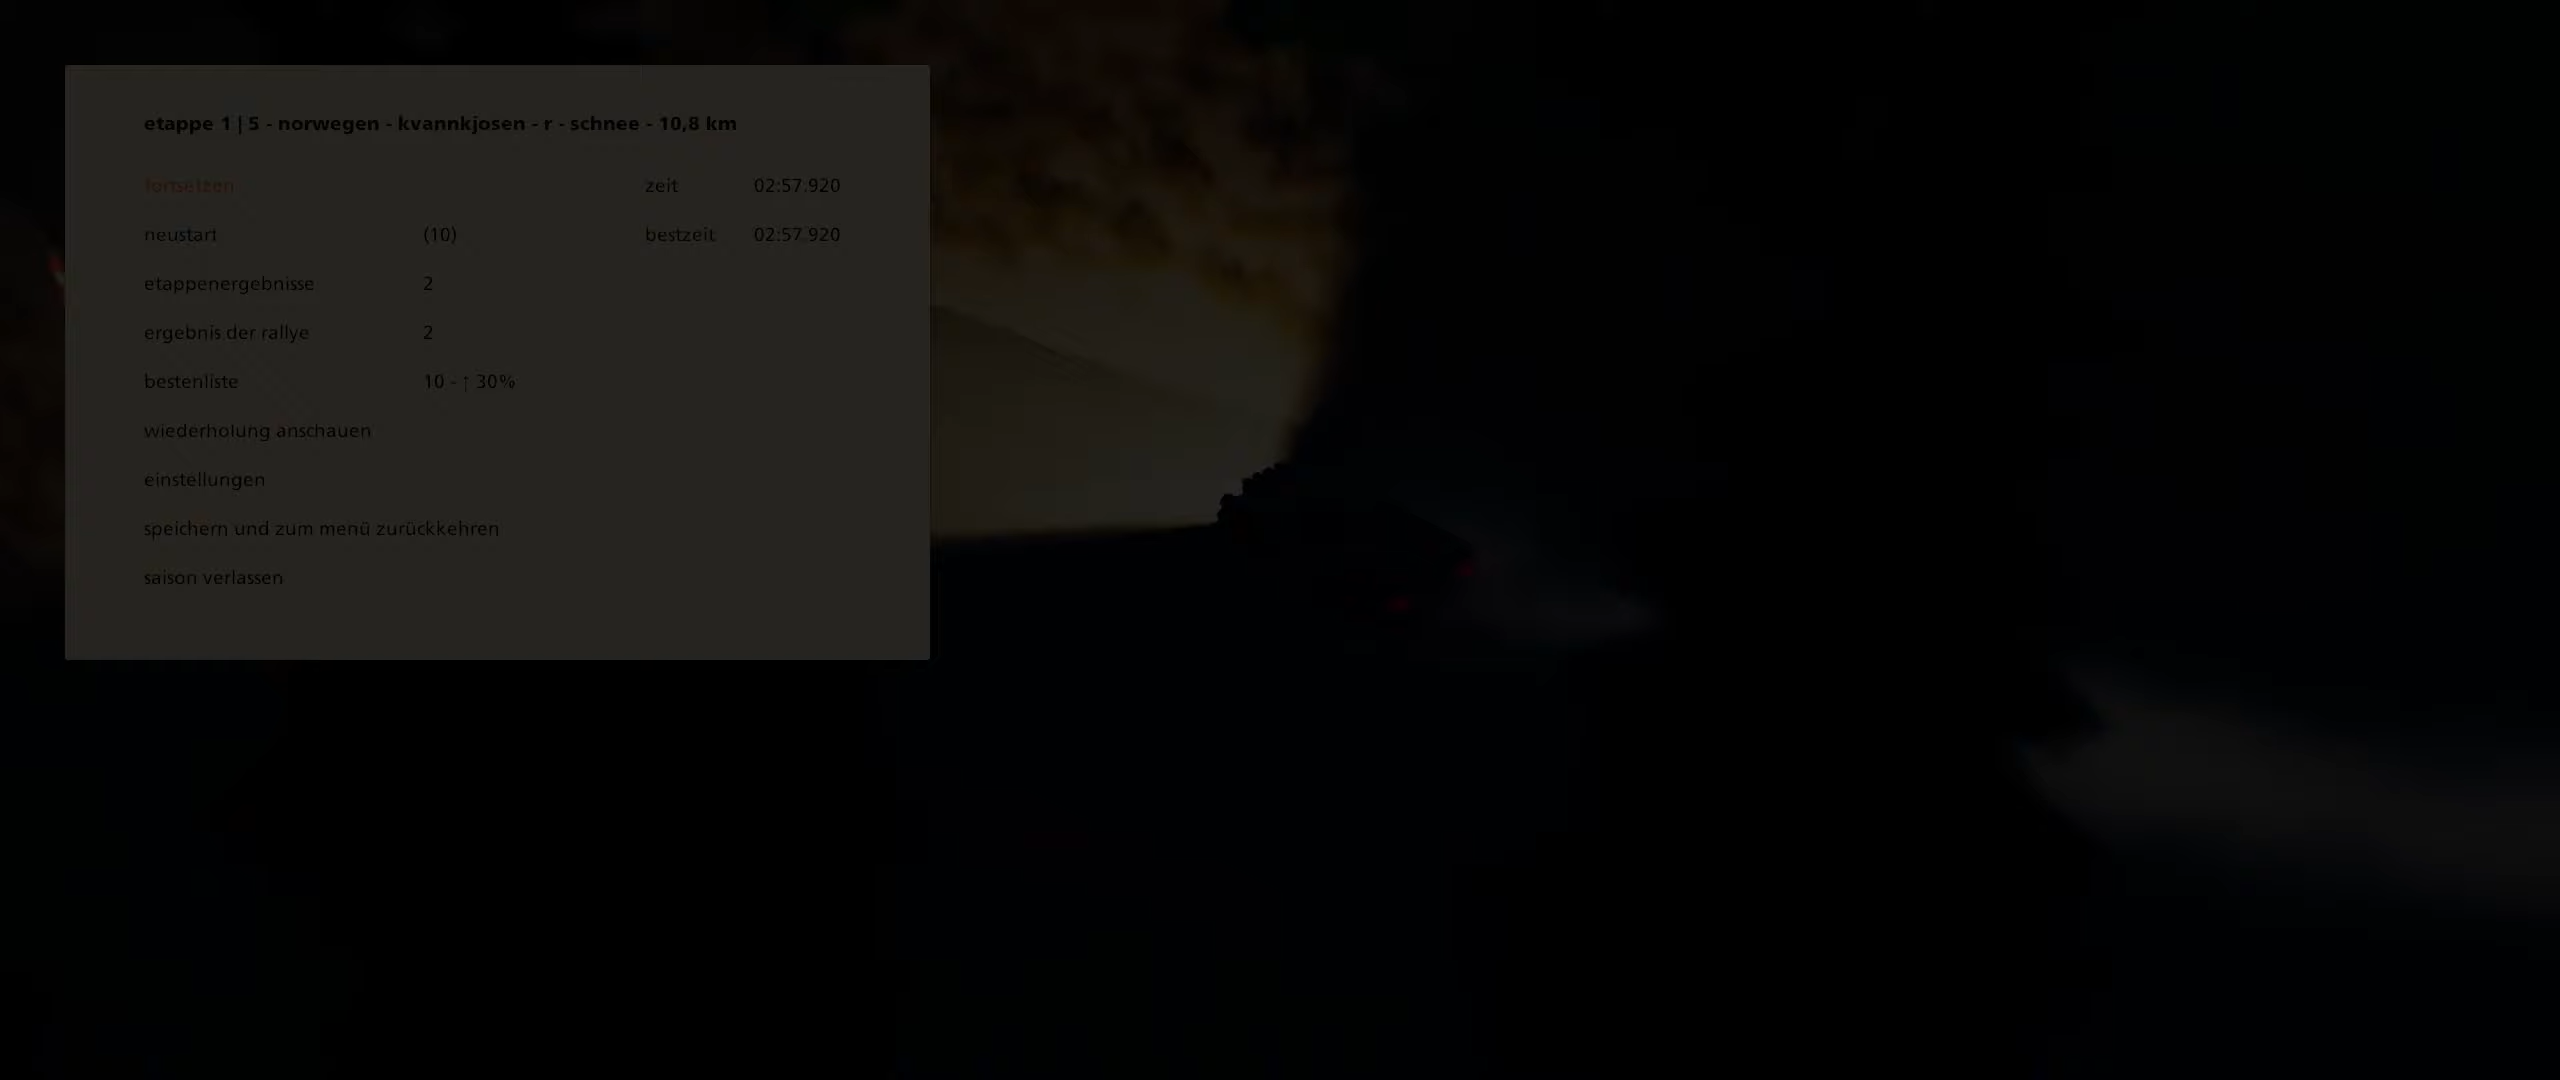 etappe 1 | 5 - norwegen - kvannkjosen - r - schnee - 10,8 km
fortsetzen zeit 02:57.920
neustart (10) bestzeit 02:57.920
etappenergebnisse 2
ergebnis der rallye 2
bestenliste 10 - ↑ 30%
wiederholung anschauen
einstellungen
speichern und zum menü zurückkehren
saison verlassen